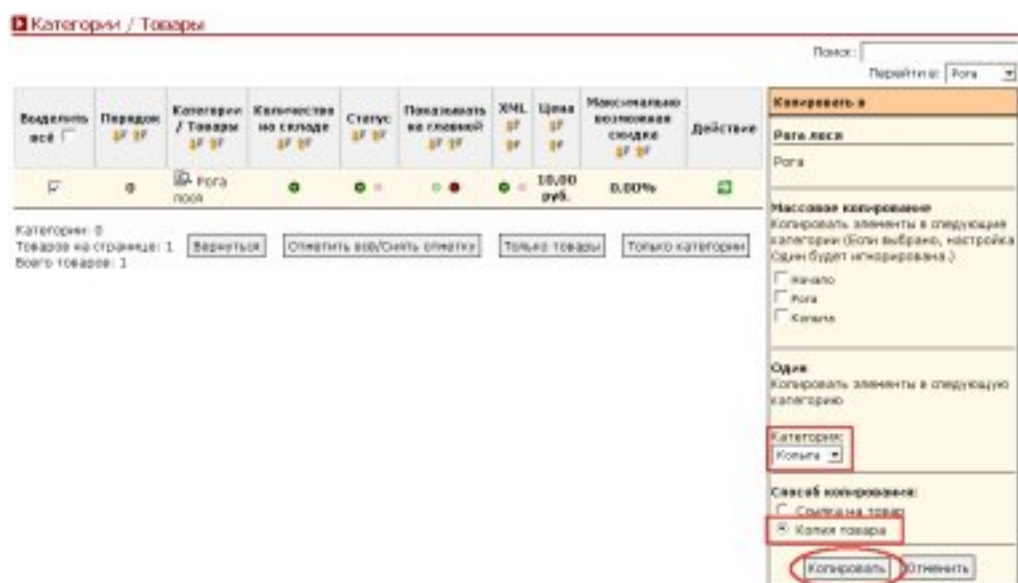 Категории / Товары
Поиск:
Перейти в: Рога
Выделить всё
Порядок
Категории / Товары
Количество на складе
Статус
Показывать на главной
XML
Цена
Максимально возможная скидка
Действие
Рога лося
0
10,00 руб.
0.00%
Категории: 0
Товаров на странице: 1
Всего товаров: 1
Вернуться
Отметить всё/Снять отметку
Только товары
Только категории
Копировать в
Рога лося
Рога
Массовое копирование
Копировать элементы в следующие
категории (Если выбрано, настройка
Один будет игнорирована.)
Начало
Рога
Копыта
Один
Копировать элементы в следующую
категорию
Категория:
Копыта
Способ копирования:
Ссылка на товар
Копия товара
Копировать
Отменить